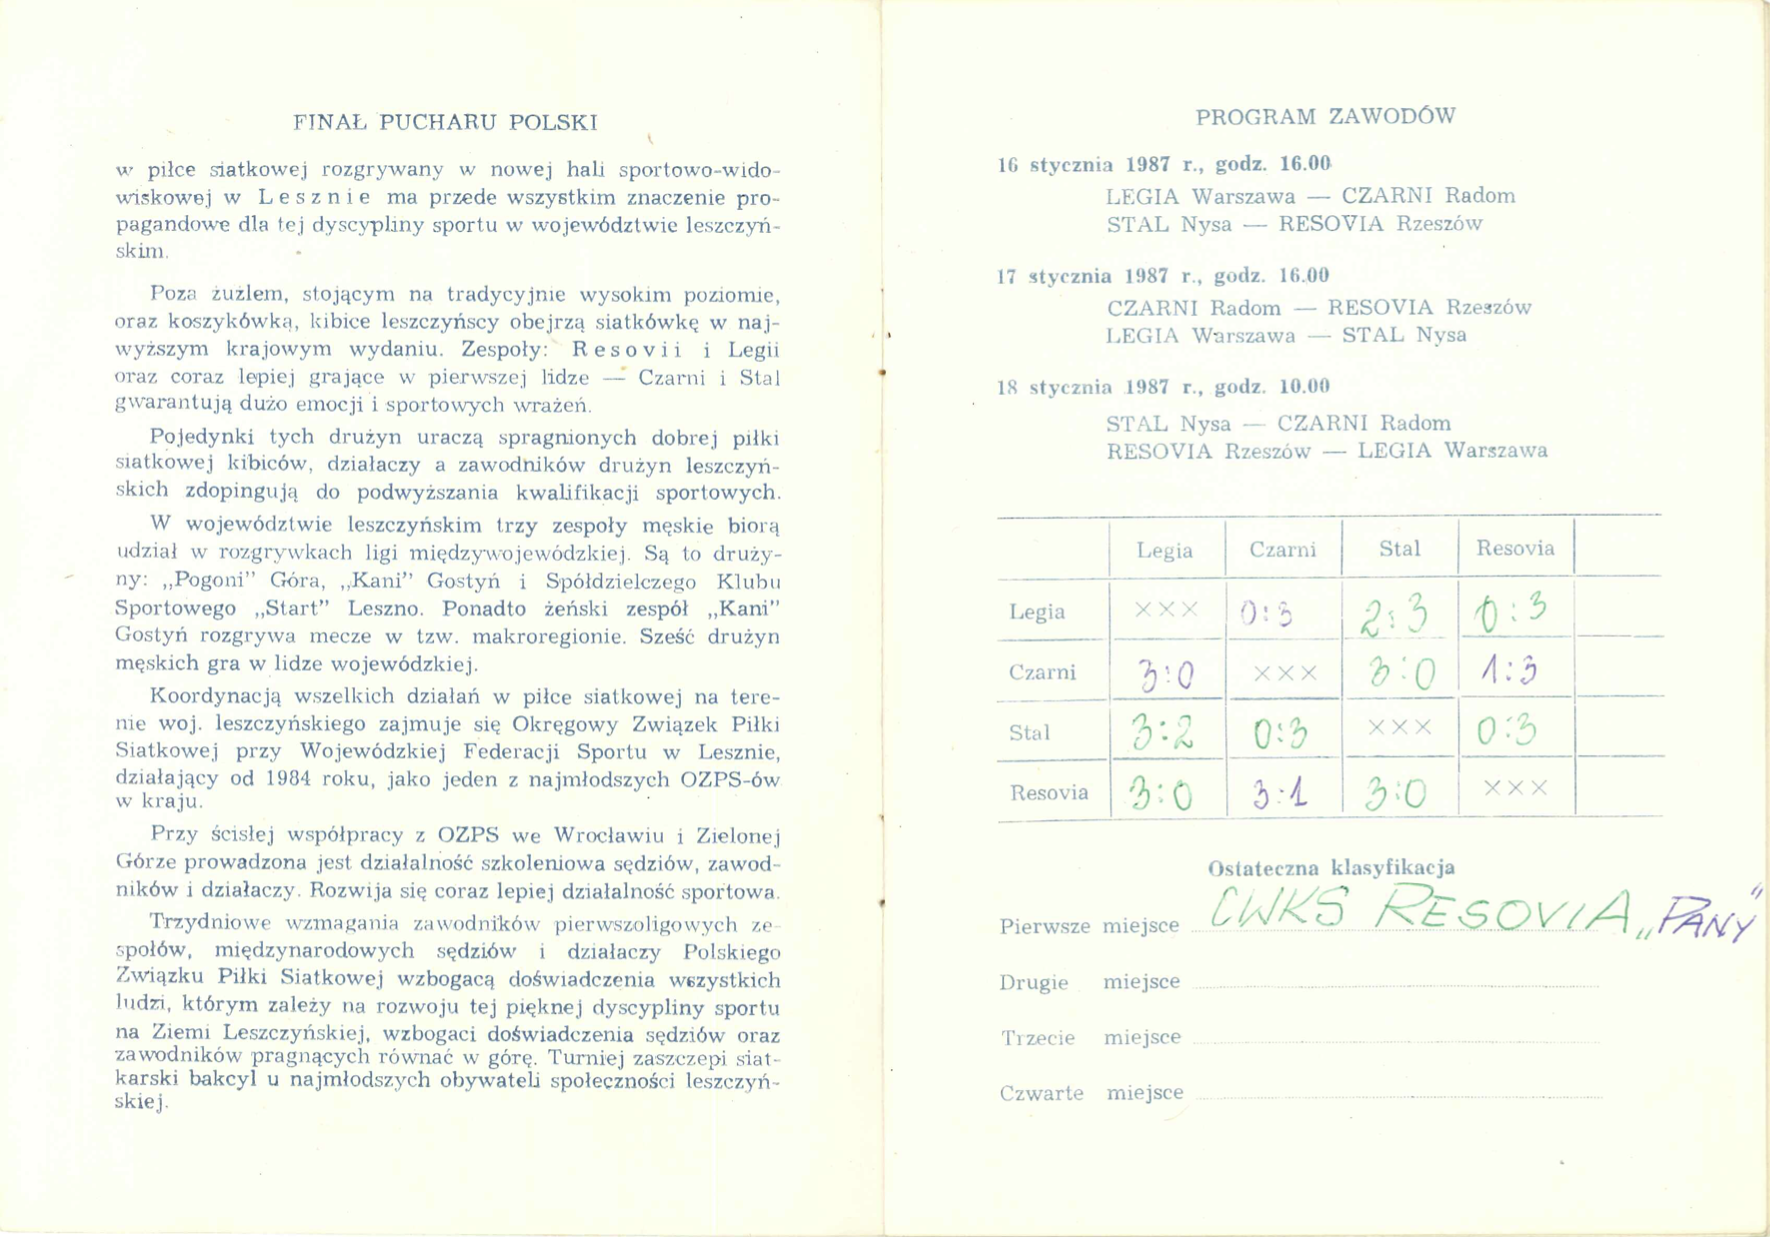 FINAŁ PUCHARU POLSKI
w piłce siatkowej rozgrywany w nowej hali sportowo-wido-
wiskowej w L e s z n i e ma przede wszystkim znaczenie pro-
pagandowe dla tej dyscypliny sportu w województwie leszczyń-
skim.
Poza żużlem, stojącym na tradycyjnie wysokim poziomie,
oraz koszykówką, kibice leszczyńscy obejrzą siatkówkę w naj-
wyższym krajowym wydaniu. Zespoły: R e s o v i i i Legii
oraz coraz lepiej grające w pierwszej lidze — Czarni i Stal
gwarantują dużo emocji i sportowych wrażeń.
Pojedynki tych drużyn uraczą spragnionych dobrej piłki
siatkowej kibiców, działaczy a zawodników drużyn leszczyń-
skich zdopingują do podwyższania kwalifikacji sportowych.
W województwie leszczyńskim trzy zespoły męskie biorą
udział w rozgrywkach ligi międzywojewódzkiej. Są to druży-
ny: „Pogoni” Góra, „Kani” Gostyń i Spółdzielczego Klubu
Sportowego „Start” Leszno. Ponadto żeński zespół „Kani”
Gostyń rozgrywa mecze w tzw. makroregionie. Sześć drużyn
męskich gra w lidze wojewódzkiej.
Koordynacją wszelkich działań w piłce siatkowej na tere-
nie woj. leszczyńskiego zajmuje się Okręgowy Związek Piłki
Siatkowej przy Wojewódzkiej Federacji Sportu w Lesznie,
działający od 1984 roku, jako jeden z najmłodszych OZPS-ów
w kraju.
Przy ścisłej współpracy z OZPS we Wrocławiu i Zielonej
Górze prowadzona jest działalność szkoleniowa sędziów, zawod-
ników i działaczy. Rozwija się coraz lepiej działalność sportowa.
Trzydniowe wzmagania zawodników pierwszoligowych ze-
społów, międzynarodowych sędziów i działaczy Polskiego
Związku Piłki Siatkowej wzbogacą doświadczenia wszystkich
ludzi, którym zależy na rozwoju tej pięknej dyscypliny sportu
na Ziemi Leszczyńskiej, wzbogaci doświadczenia sędziów oraz
zawodników pragnących równać w górę. Turniej zaszczepi siat-
karski bakcyl u najmłodszych obywateli społeczności leszczyń-
skiej.
PROGRAM ZAWODÓW
16 stycznia 1987 r., godz. 16.00
LEGIA Warszawa — CZARNI Radom
STAL Nysa — RESOVIA Rzeszów
17 stycznia 1987 r., godz. 16.00
CZARNI Radom — RESOVIA Rzeszów
LEGIA Warszawa — STAL Nysa
18 stycznia 1987 r., godz. 10.00
STAL Nysa — CZARNI Radom
RESOVIA Rzeszów — LEGIA Warszawa
Legia Czarni Stal Resovia
Legia XXX 0:3 2:3 0:3
Czarni 3:0 XXX 3:0 1:3
Stal 3:2 0:3 XXX 0:3
Resovia 3:0 3:1 3:0 XXX
Ostateczna klasyfikacja
Pierwsze miejsce CWKS RESOVIA „PANY”
Drugie miejsce
Trzecie miejsce
Czwarte miejsce